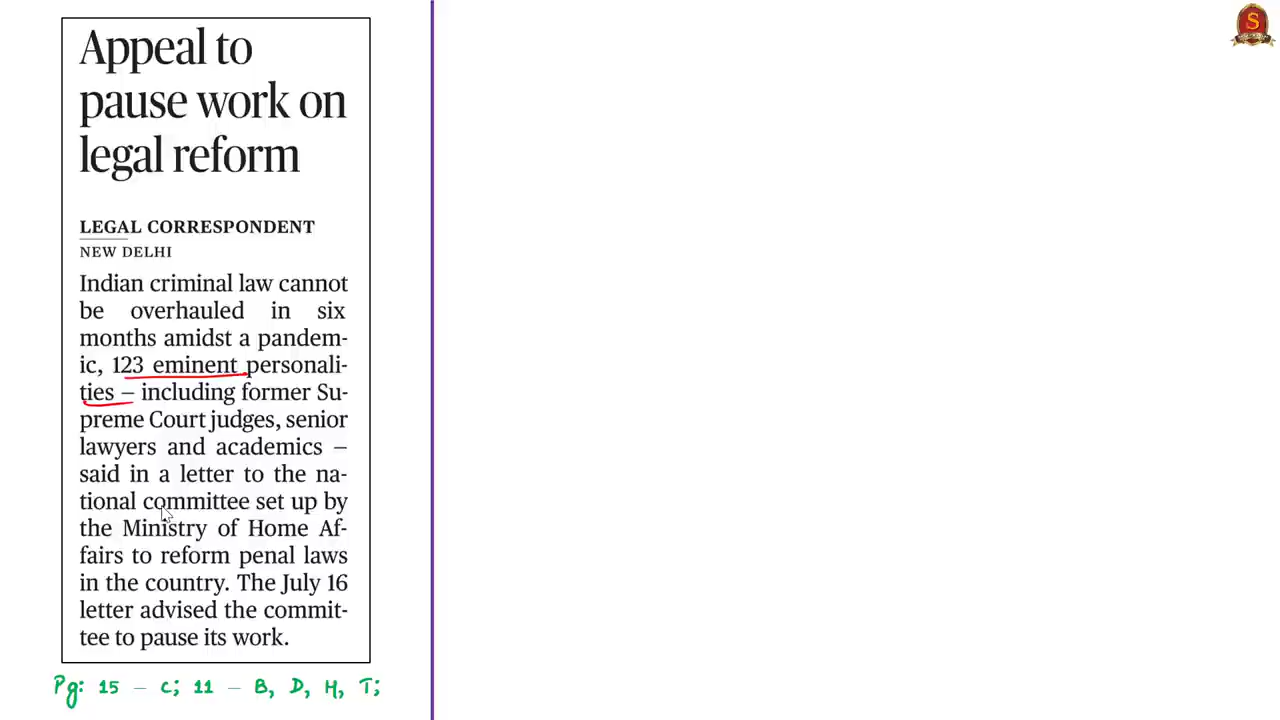 Appeal to
pause work on
legal reform
LEGAL CORRESPONDENT
NEW DELHI
Indian criminal law cannot
be overhauled in six
months amidst a pandem-
ic, 123 eminent personali-
ties – including former Su-
preme Court judges, senior
lawyers and academics –
said in a letter to the na-
tional committee set up by
the Ministry of Home Af-
fairs to reform penal laws
in the country. The July 16
letter advised the commit-
tee to pause its work.
Pg: 15 – C; 11 – B, D, H, T;
S